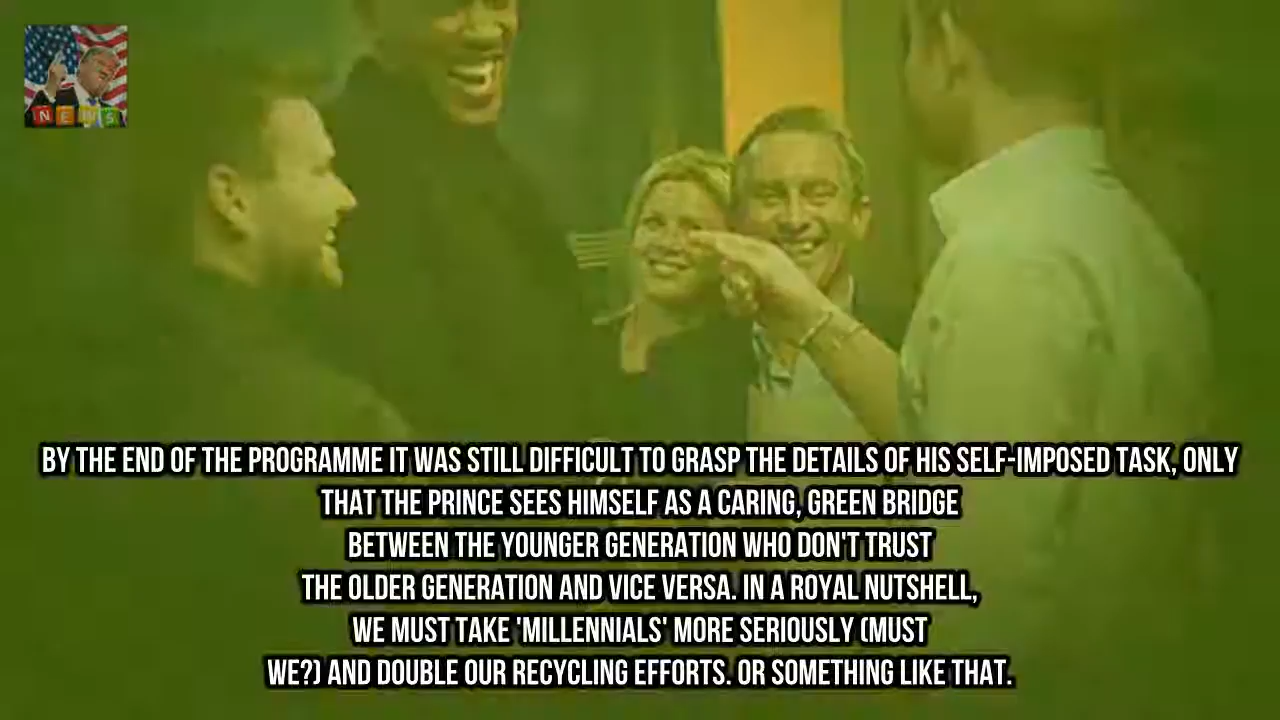 NEWS
BY THE END OF THE PROGRAMME IT WAS STILL DIFFICULT TO GRASP THE DETAILS OF HIS SELF-IMPOSED TASK, ONLY
THAT THE PRINCE SEES HIMSELF AS A CARING, GREEN BRIDGE
BETWEEN THE YOUNGER GENERATION WHO DON'T TRUST
THE OLDER GENERATION AND VICE VERSA. IN A ROYAL NUTSHELL,
WE MUST TAKE 'MILLENNIALS' MORE SERIOUSLY (MUST
WE?) AND DOUBLE OUR RECYCLING EFFORTS. OR SOMETHING LIKE THAT.